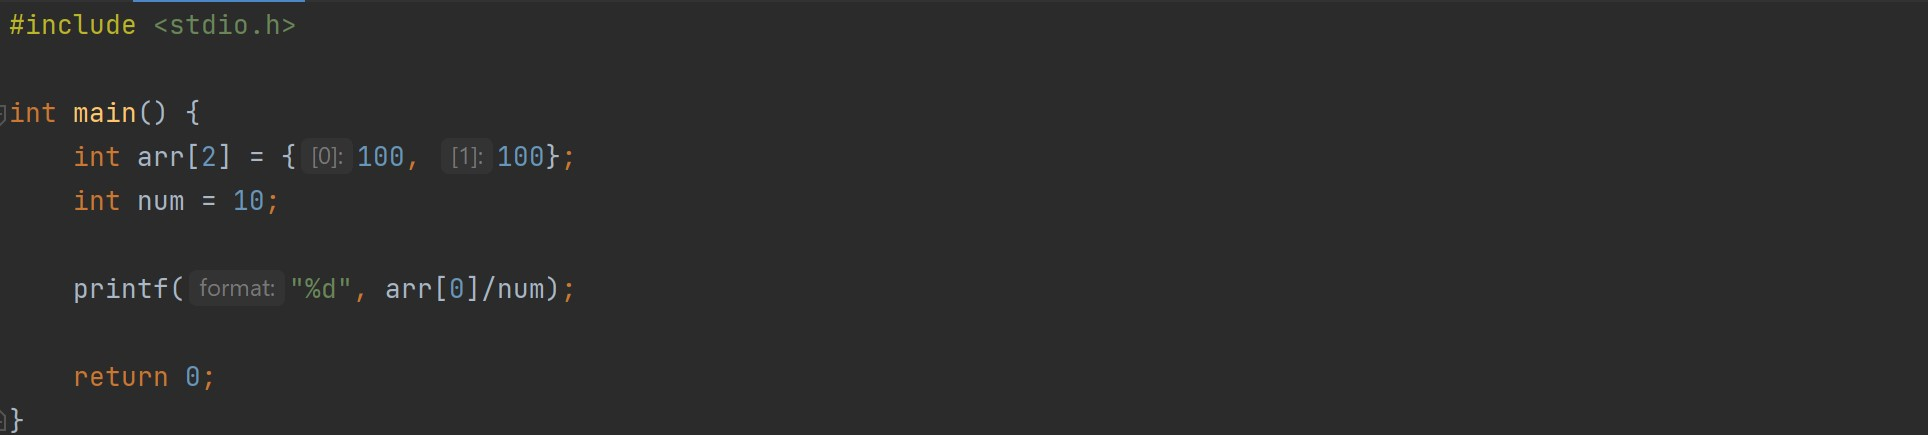 #include <stdio.h>
int main() {
int arr[2] = {[0]: 100, [1]: 100};
int num = 10;
printf(format: "%d", arr[0]/num);
return 0;
}